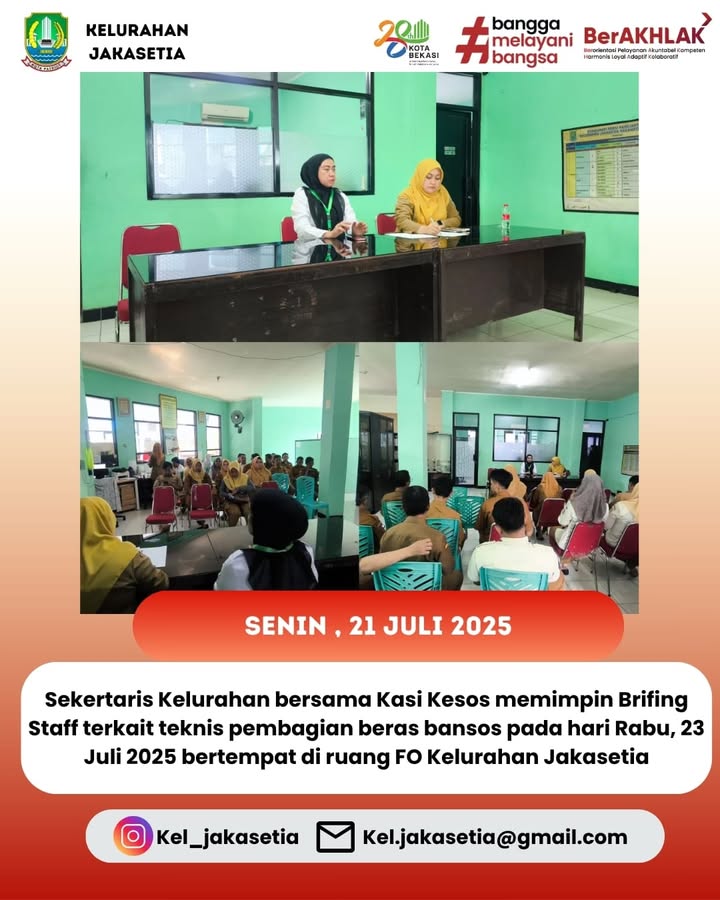 KELURAHAN
JAKASETIA
KOTA
BEKASI
#bangga
melayani
bangsa
BerAKHLAK
Berorientasi Pelayanan Akuntabel Kompeten
Harmonis Loyal Adaptif Kolaboratif
SENIN , 21 JULI 2025
Sekertaris Kelurahan bersama Kasi Kesos memimpin Brifing
Staff terkait teknis pembagian beras bansos pada hari Rabu, 23
Juli 2025 bertempat di ruang FO Kelurahan Jakasetia
Kel_jakasetia
Kel.jakasetia@gmail.com